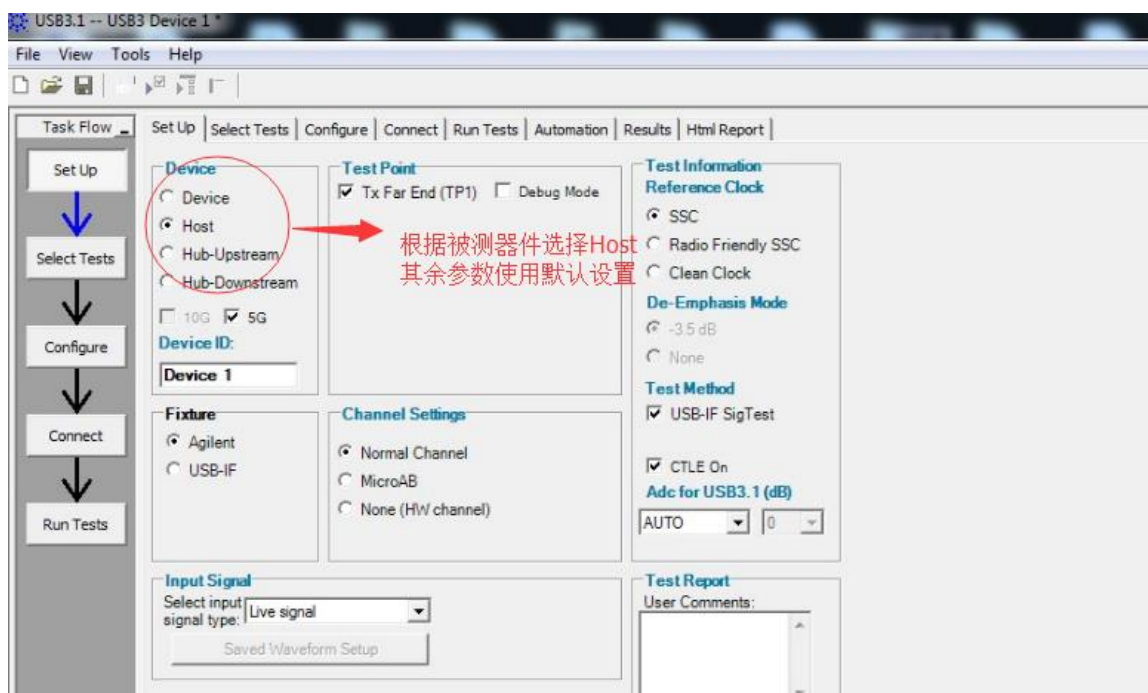 USB3.1 -- USB3 Device 1 *
File View Tools Help
Task Flow
Set Up
Select Tests
Configure
Connect
Run Tests
Set Up Select Tests Configure Connect Run Tests Automation Results Html Report
Device
Device
Host
Hub-Upstream
Hub-Downstream
10G 5G
Device ID:
Device 1
Test Point
Tx Far End (TP1) Debug Mode
根据被测器件选择Host
其余参数使用默认设置
Test Information
Reference Clock
SSC
Radio Friendly SSC
Clean Clock
De-Emphasis Mode
-3.5 dB
None
Test Method
USB-IF SigTest
CTLE On
Adc for USB3.1 (dB)
AUTO 0
Fixture
Agilent
USB-IF
Channel Settings
Normal Channel
MicroAB
None (HW channel)
Input Signal
Select input
signal type: Live signal
Saved Waveform Setup
Test Report
User Comments: